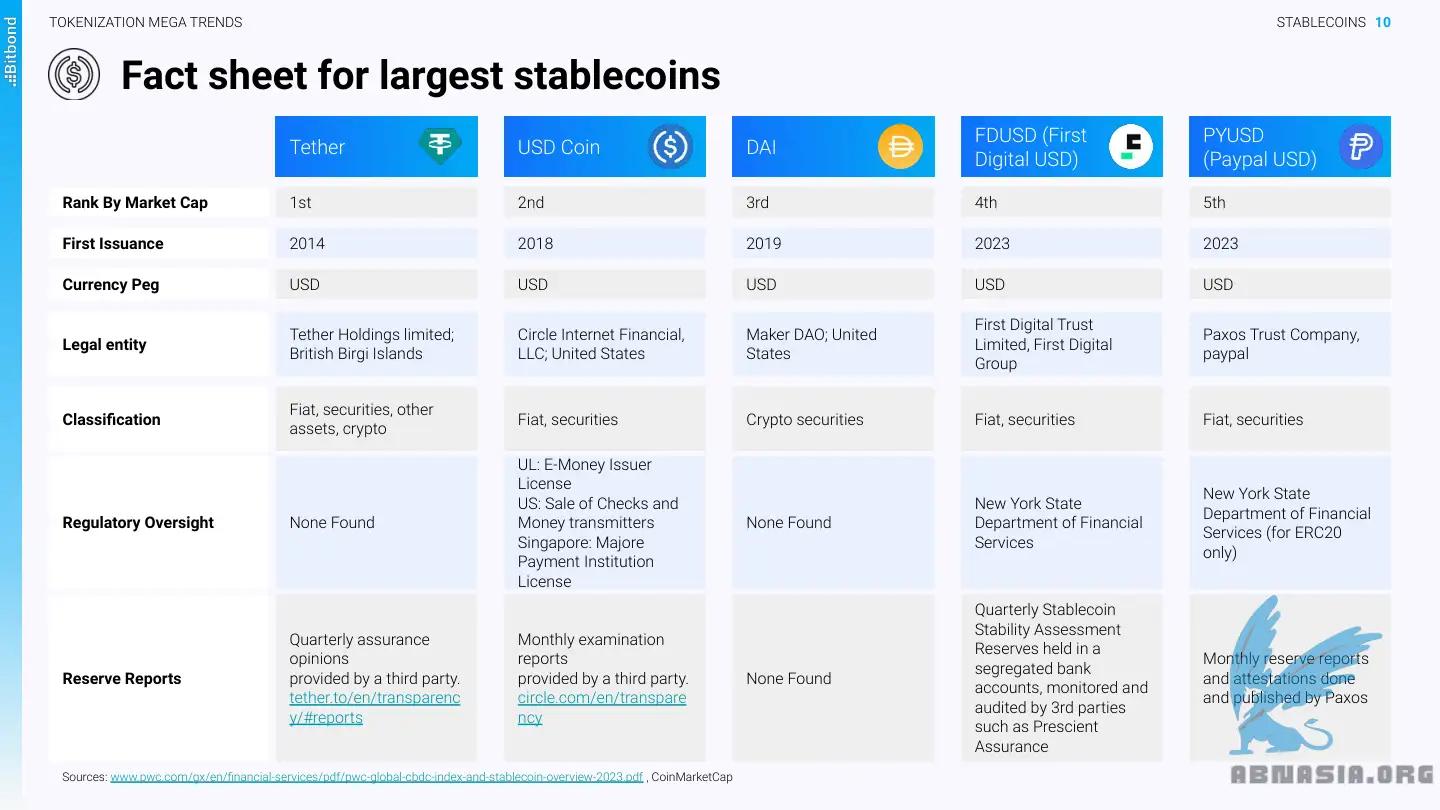 TOKENIZATION MEGA TRENDS
STABLECOINS 10
Bitbond
Fact sheet for largest stablecoins
Tether
USD Coin
DAI
FDUSD (First
Digital USD)
PYUSD
(Paypal USD)
Rank By Market Cap
1st
2nd
3rd
4th
5th
First Issuance
2014
2018
2019
2023
2023
Currency Peg
USD
USD
USD
USD
USD
Legal entity
Tether Holdings limited;
British Birgi Islands
Circle Internet Financial,
LLC; United States
Maker DAO; United
States
First Digital Trust
Limited, First Digital
Group
Paxos Trust Company,
paypal
Classification
Fiat, securities, other
assets, crypto
Fiat, securities
Crypto securities
Fiat, securities
Fiat, securities
Regulatory Oversight
None Found
UL: E-Money Issuer
License
US: Sale of Checks and
Money transmitters
Singapore: Majore
Payment Institution
License
None Found
New York State
Department of Financial
Services
New York State
Department of Financial
Services (for ERC20
only)
Reserve Reports
Quarterly assurance
opinions
provided by a third party.
tether.to/en/transparenc
y/#reports
Monthly examination
reports
provided by a third party.
circle.com/en/transpare
ncy
None Found
Quarterly Stablecoin
Stability Assessment
Reserves held in a
segregated bank
accounts, monitored and
audited by 3rd parties
such as Prescient
Assurance
Monthly reserve reports
and attestations done
and published by Paxos
Sources: www.pwc.com/gx/en/financial-services/pdf/pwc-global-cbdc-index-and-stablecoin-overview-2023.pdf , CoinMarketCap
ABNASIA.ORG